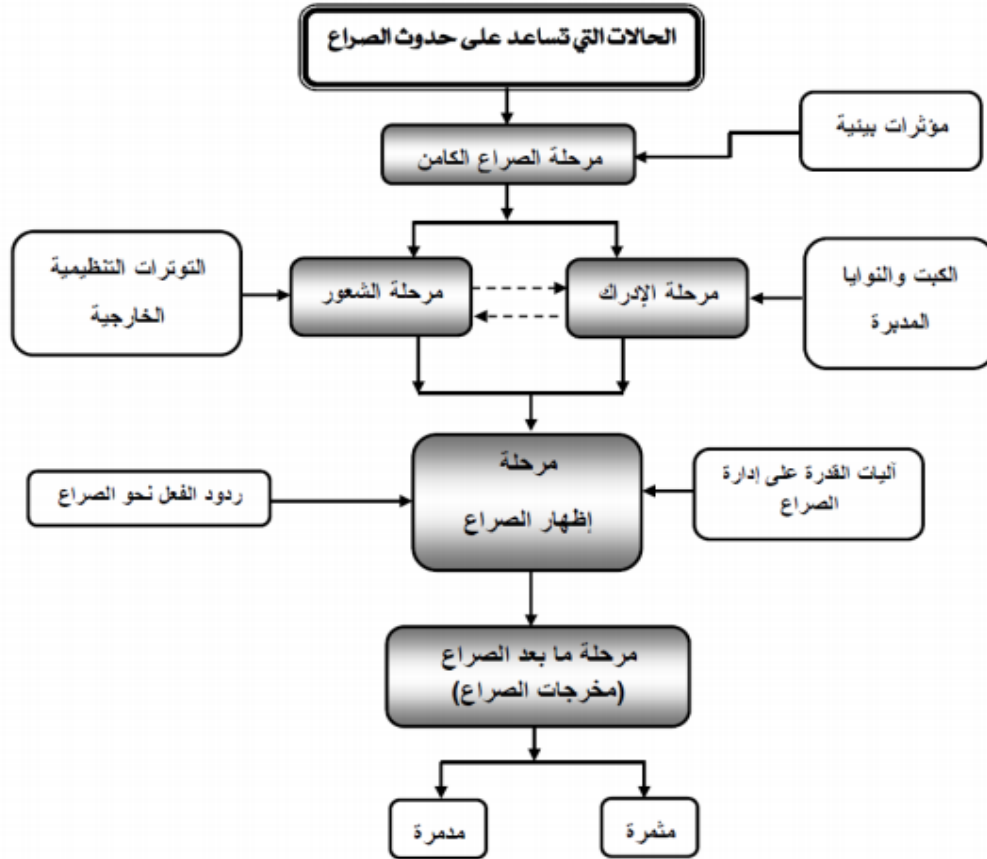 الحالات التي تساعد على حدوث الصراع
مؤثرات بيئية
مرحلة الصراع الكامن
الكبت والنوايا
المدبرة
مرحلة الإدراك
مرحلة الشعور
التوترات التنظيمية
الخارجية
مرحلة
إظهار الصراع
آليات القدرة على إدارة
الصراع
ردود الفعل نحو الصراع
مرحلة ما بعد الصراع
(مخرجات الصراع)
مثمرة
مدمرة